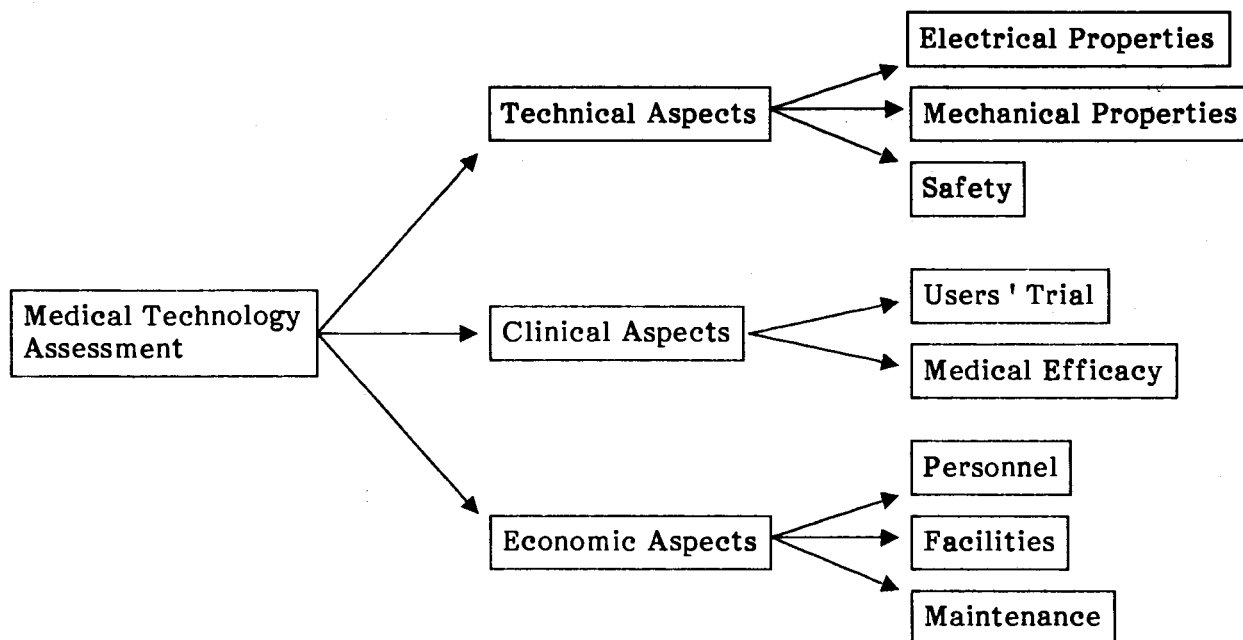 Electrical Properties
Technical Aspects
Mechanical Properties
Safety
Medical Technology
Assessment
Users ' Trial
Clinical Aspects
Medical Efficacy
Personnel
Economic Aspects
Facilities
Maintenance